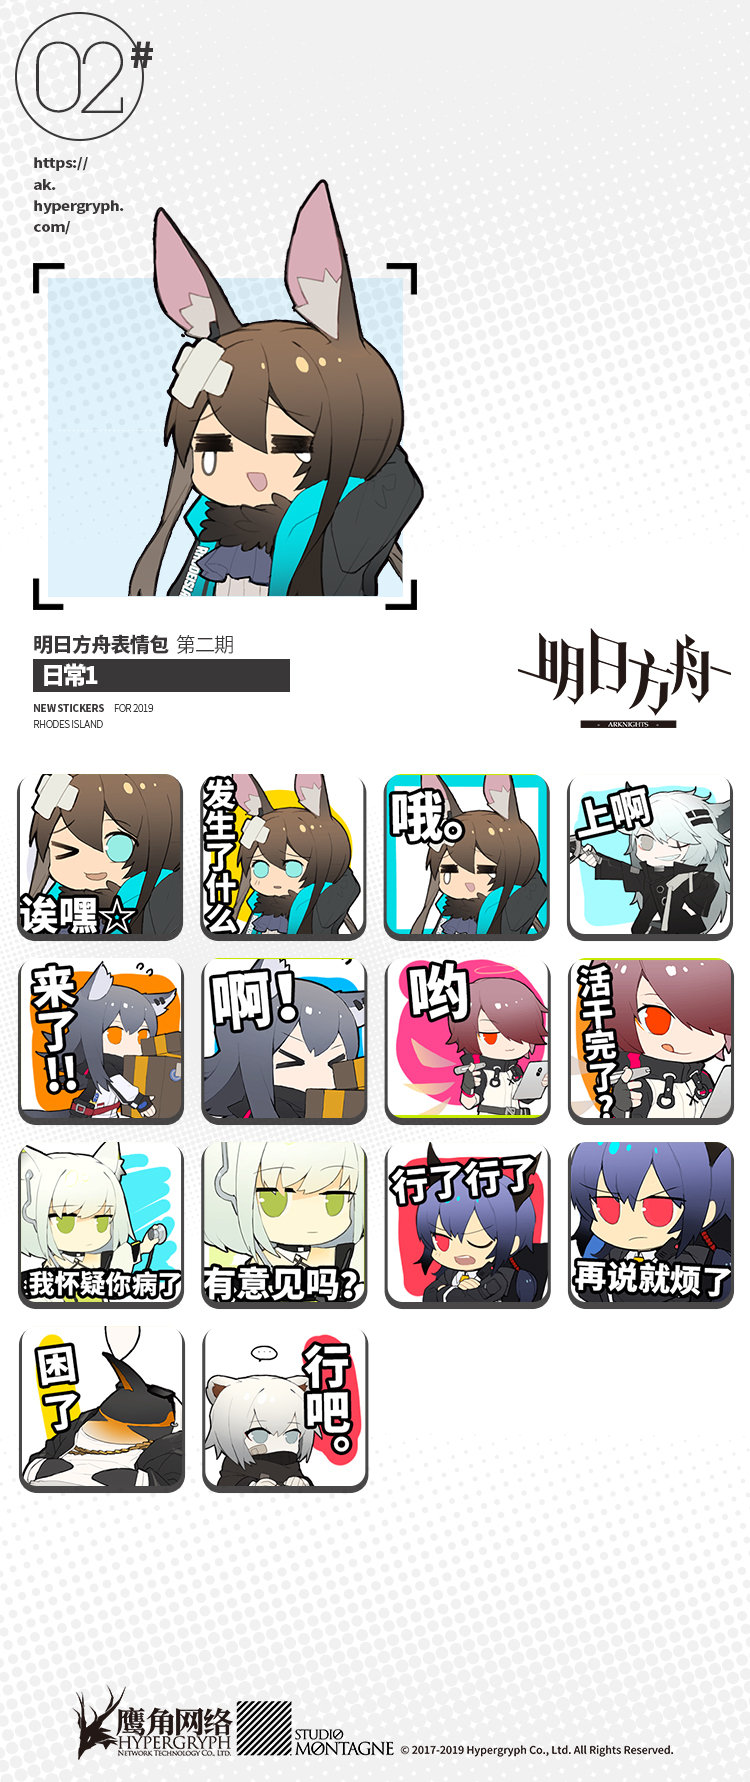 02#
https://
ak.
hypergryph.
com/
RHODESISLA
明日方舟表情包 第二期
日常1
NEW STICKERS FOR 2019
RHODES ISLAND
明日方舟
- ARKNIGHTS -
诶嘿☆
发生了什么
哦。
上啊
来了!!
啊!
哟
活干完了?
我怀疑你病了
有意见吗?
行了行了
再说就烦了
困了
行吧。
鹰角网络
HYPERGRYPH
NETWORK TECHNOLOGY CO., LTD.
STUDIO
MØNTAGNE
© 2017-2019 Hypergryph Co., Ltd. All Rights Reserved.